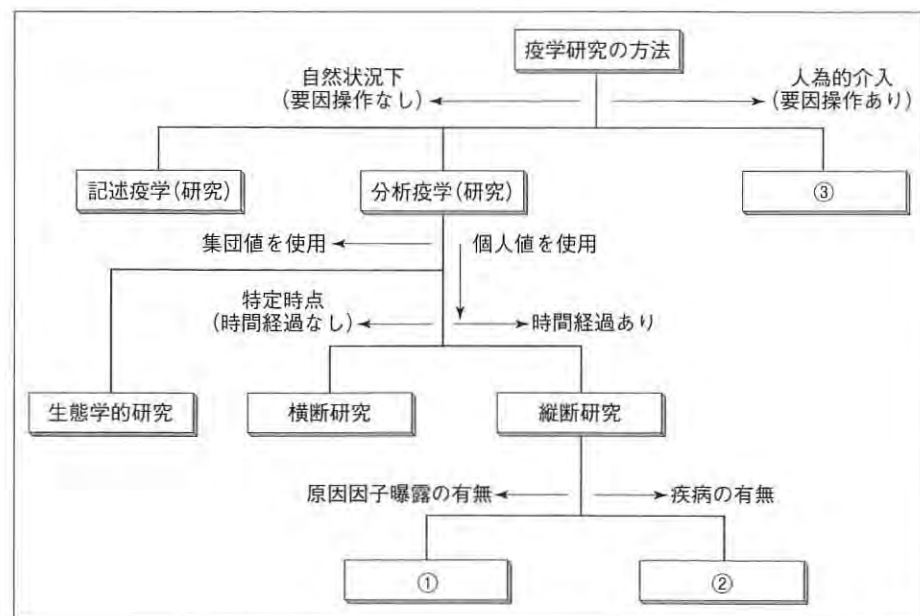 疫学研究の方法
自然状況下
(要因操作なし)
人為的介入
(要因操作あり)
記述疫学(研究)
分析疫学(研究)
③
集団値を使用
個人値を使用
特定時点
(時間経過なし)
時間経過あり
生態学的研究
横断研究
縦断研究
原因因子曝露の有無
疾病の有無
①
②